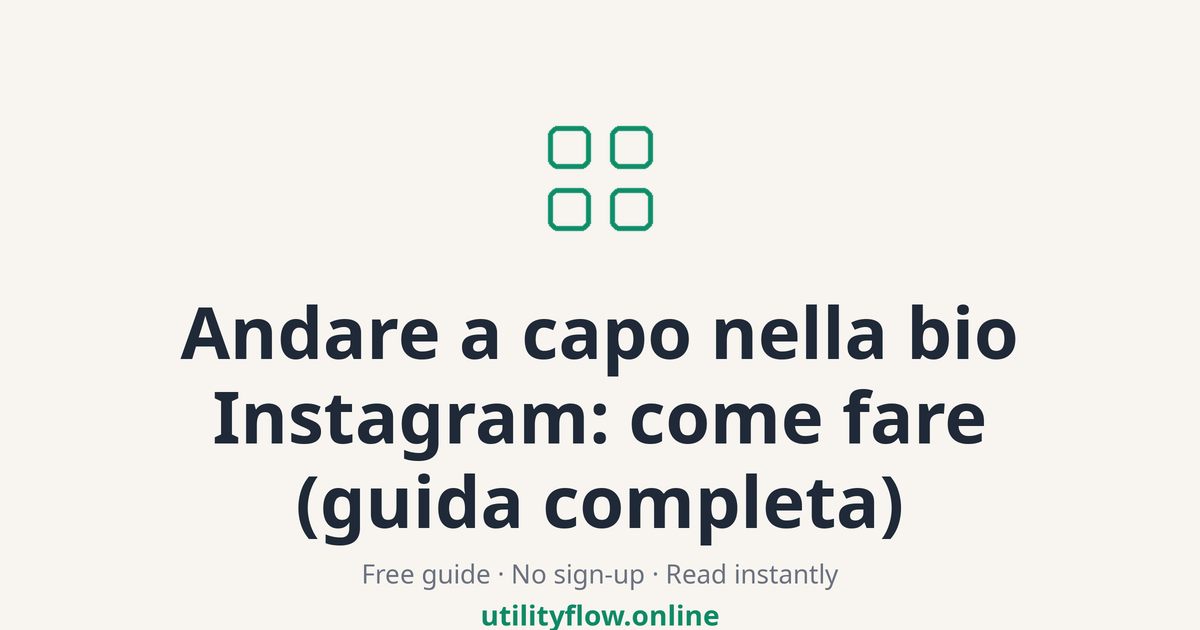 Andare a capo nella bio
Instagram: come fare
(guida completa)
Free guide · No sign-up · Read instantly
utilityflow.online